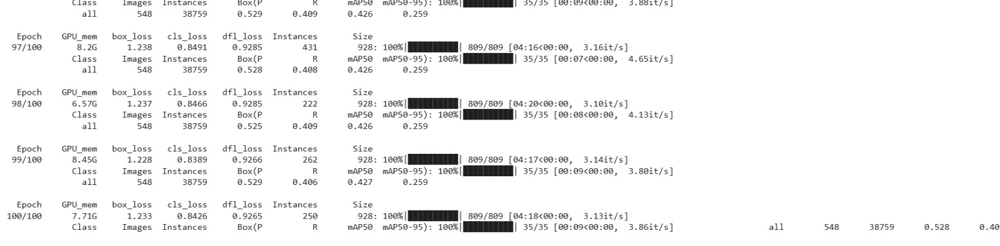 Class Images Instances Box(P R mAP50 mAP50-95): 100%|██████████| 35/35 [00:09<00:00, 3.88it/s]
all 548 38759 0.529 0.409 0.426 0.259
Epoch GPU_mem box_loss cls_loss dfl_loss Instances Size
97/100 8.2G 1.238 0.8491 0.9285 431 928: 100%|██████████| 809/809 [04:16<00:00, 3.16it/s]
Class Images Instances Box(P R mAP50 mAP50-95): 100%|██████████| 35/35 [00:07<00:00, 4.65it/s]
all 548 38759 0.528 0.408 0.426 0.259
Epoch GPU_mem box_loss cls_loss dfl_loss Instances Size
98/100 6.57G 1.237 0.8466 0.9285 222 928: 100%|██████████| 809/809 [04:20<00:00, 3.10it/s]
Class Images Instances Box(P R mAP50 mAP50-95): 100%|██████████| 35/35 [00:08<00:00, 4.13it/s]
all 548 38759 0.525 0.409 0.426 0.259
Epoch GPU_mem box_loss cls_loss dfl_loss Instances Size
99/100 8.45G 1.228 0.8389 0.9266 262 928: 100%|██████████| 809/809 [04:17<00:00, 3.14it/s]
Class Images Instances Box(P R mAP50 mAP50-95): 100%|██████████| 35/35 [00:09<00:00, 3.80it/s]
all 548 38759 0.529 0.406 0.427 0.259
Epoch GPU_mem box_loss cls_loss dfl_loss Instances Size
100/100 7.71G 1.233 0.8426 0.9265 250 928: 100%|██████████| 809/809 [04:18<00:00, 3.13it/s]
Class Images Instances Box(P R mAP50 mAP50-95): 100%|██████████| 35/35 [00:09<00:00, 3.86it/s] all 548 38759 0.528 0.40